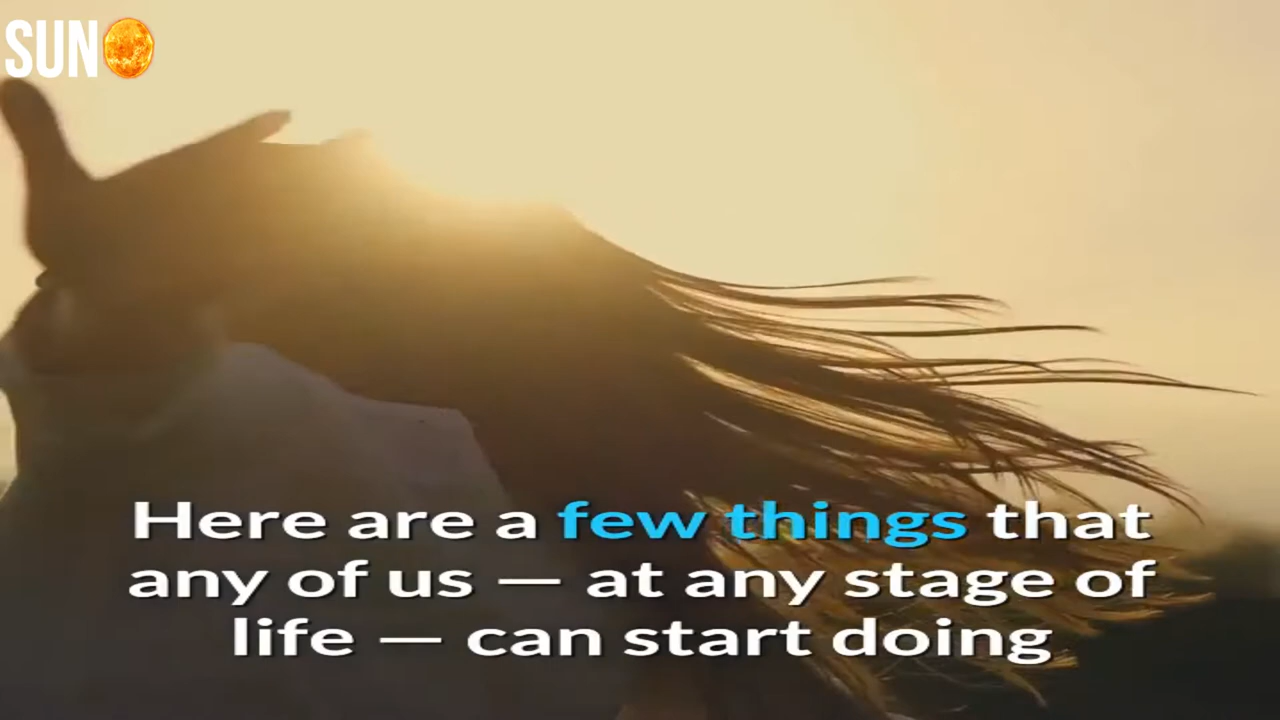 SUN
Here are a few things that
any of us — at any stage of
life — can start doing